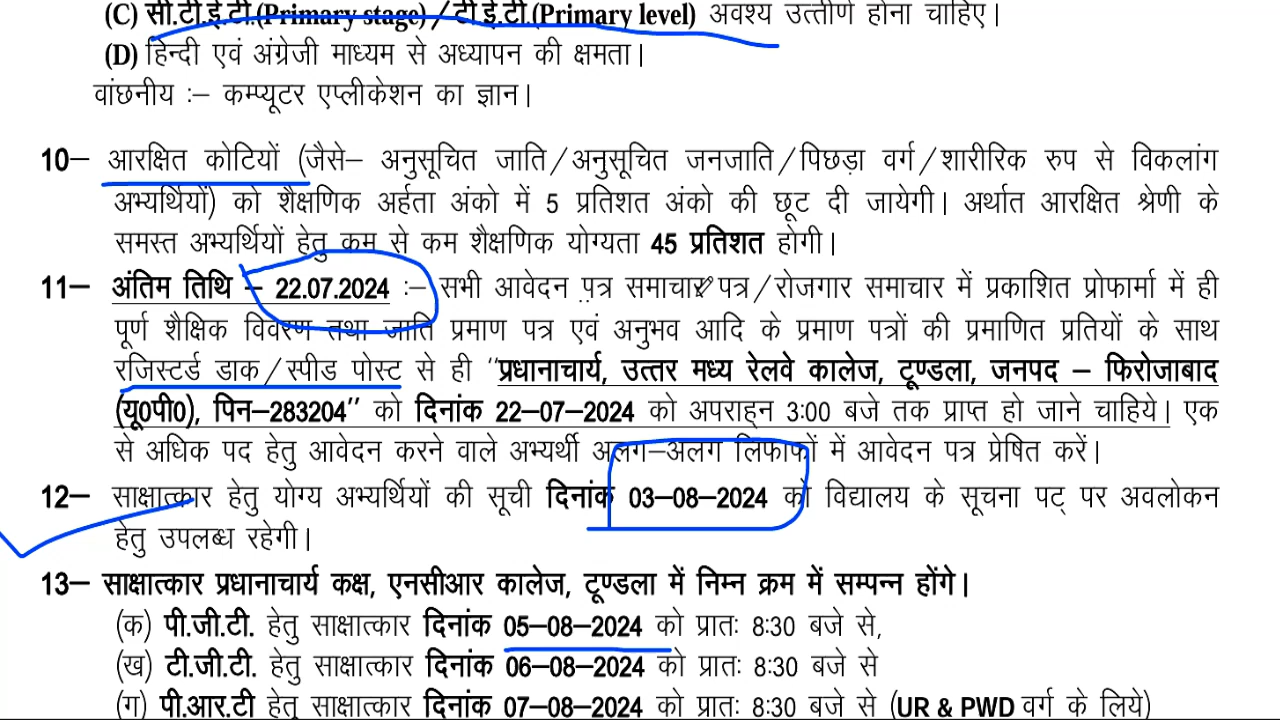 (C) सी.टी.ई.टी.(Primary stage) / टी.ई.टी.(Primary level) अवश्य उत्तीर्ण होना चाहिए।
(D) हिन्दी एवं अंग्रेजी माध्यम से अध्यापन की क्षमता।
वांछनीय :– कम्प्यूटर एप्लीकेशन का ज्ञान।
10– आरक्षित कोटियों (जैसे– अनुसूचित जाति/अनुसूचित जनजाति/पिछड़ा वर्ग/शारीरिक रुप से विकलांग
अभ्यर्थियों) को शैक्षणिक अर्हता अंको में 5 प्रतिशत अंको की छूट दी जायेगी। अर्थात आरक्षित श्रेणी के
समस्त अभ्यर्थियों हेतु कम से कम शैक्षणिक योग्यता 45 प्रतिशत होगी।
11– अंतिम तिथि – 22.07.2024 :– सभी आवेदन पत्र समाचार पत्र/रोजगार समाचार में प्रकाशित प्रोफार्मा में ही
पूर्ण शैक्षिक विवरण तथा जाति प्रमाण पत्र एवं अनुभव आदि के प्रमाण पत्रों की प्रमाणित प्रतियों के साथ
रजिस्टर्ड डाक/स्पीड पोस्ट से ही "प्रधानाचार्य, उत्तर मध्य रेलवे कालेज, टूण्डला, जनपद – फिरोजाबाद
(यू0पी0), पिन–283204" को दिनांक 22–07–2024 को अपराह्न 3:00 बजे तक प्राप्त हो जाने चाहिये। एक
से अधिक पद हेतु आवेदन करने वाले अभ्यर्थी अलग–अलग लिफाफों में आवेदन पत्र प्रेषित करें।
12– साक्षात्कार हेतु योग्य अभ्यर्थियों की सूची दिनांक 03–08–2024 को विद्यालय के सूचना पट् पर अवलोकन
हेतु उपलब्ध रहेगी।
13– साक्षात्कार प्रधानाचार्य कक्ष, एनसीआर कालेज, टूण्डला में निम्न क्रम में सम्पन्न होंगे।
(क) पी.जी.टी. हेतु साक्षात्कार दिनांक 05–08–2024 को प्रातः 8:30 बजे से,
(ख) टी.जी.टी. हेतु साक्षात्कार दिनांक 06–08–2024 को प्रातः 8:30 बजे से
(ग) पी.आर.टी हेतु साक्षात्कार दिनांक 07–08–2024 को प्रातः 8:30 बजे से (UR & PWD वर्ग के लिये)